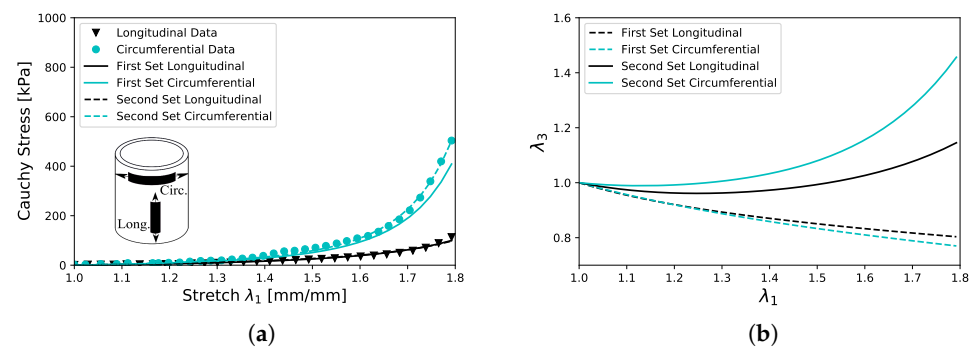 1000
800
600
400
200
0
Cauchy Stress [kPa]
Longitudinal Data
Circumferential Data
First Set Longuitudinal
First Set Circumferential
Second Set Longuitudinal
Second Set Circumferential
Circ.
Long.
1.0 1.1 1.2 1.3 1.4 1.5 1.6 1.7 1.8
Stretch λ1 [mm/mm]
(a)
1.6
1.4
1.2
1.0
0.8
λ3
First Set Longitudinal
First Set Circumferential
Second Set Longitudinal
Second Set Circumferential
1.0 1.1 1.2 1.3 1.4 1.5 1.6 1.7 1.8
λ1
(b)